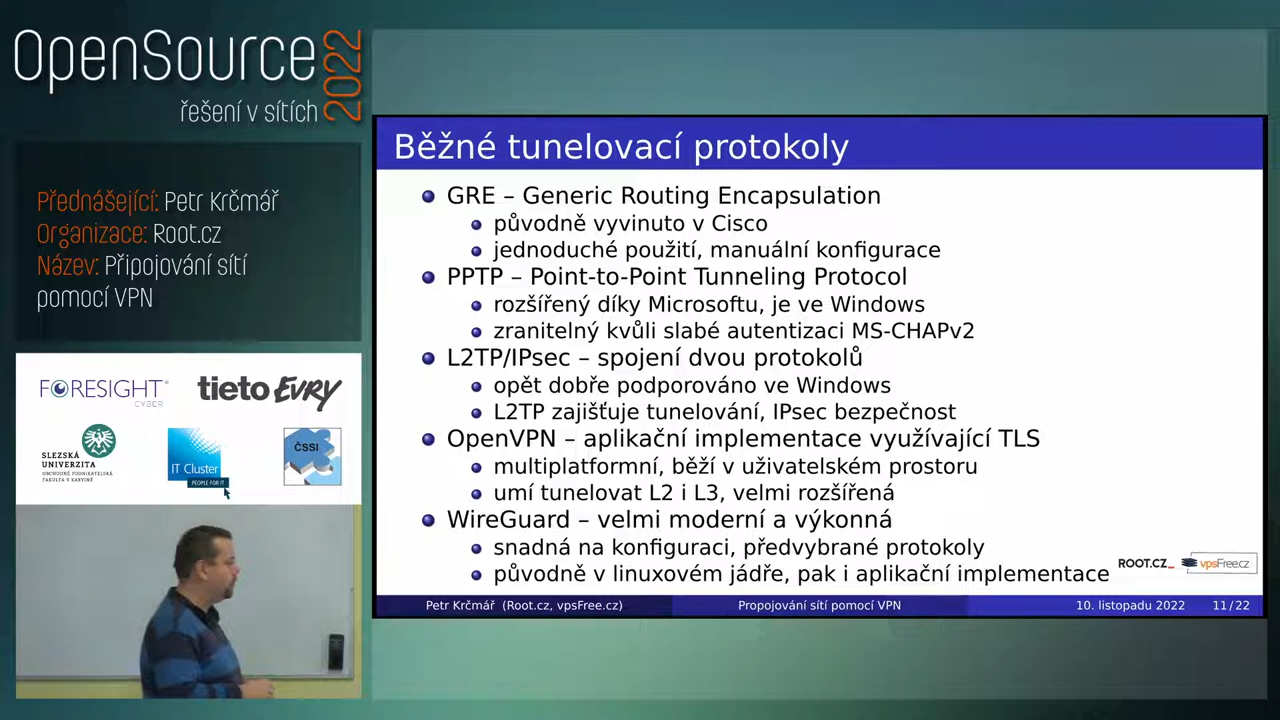 OpenSource
2022
řešení v sítích
Přednášející: Petr Krčmář
Organizace: Root.cz
Název: Připojování sítí
pomocí VPN
FORESIGHT
CYBER
tieto EVRY
SLEZSKÁ
UNIVERZITA
OBCHODNĚ PODNIKATELSKÁ
FAKULTA V KARVINÉ
IT Cluster
PEOPLE FOR IT
ČSSI
Běžné tunelovací protokoly
GRE – Generic Routing Encapsulation
původně vyvinuto v Cisco
jednoduché použití, manuální konfigurace
PPTP – Point-to-Point Tunneling Protocol
rozšířený díky Microsoftu, je ve Windows
zranitelný kvůli slabé autentizaci MS-CHAPv2
L2TP/IPsec – spojení dvou protokolů
opět dobře podporováno ve Windows
L2TP zajišťuje tunelování, IPsec bezpečnost
OpenVPN – aplikační implementace využívající TLS
multiplatformní, běží v uživatelském prostoru
umí tunelovat L2 i L3, velmi rozšířená
WireGuard – velmi moderní a výkonná
snadná na konfiguraci, předvybrané protokoly
původně v linuxovém jádře, pak i aplikační implementace
ROOT.CZ_
vpsFree.cz
Petr Krčmář (Root.cz, vpsFree.cz)
Propojování sítí pomocí VPN
10. listopadu 2022
11/22